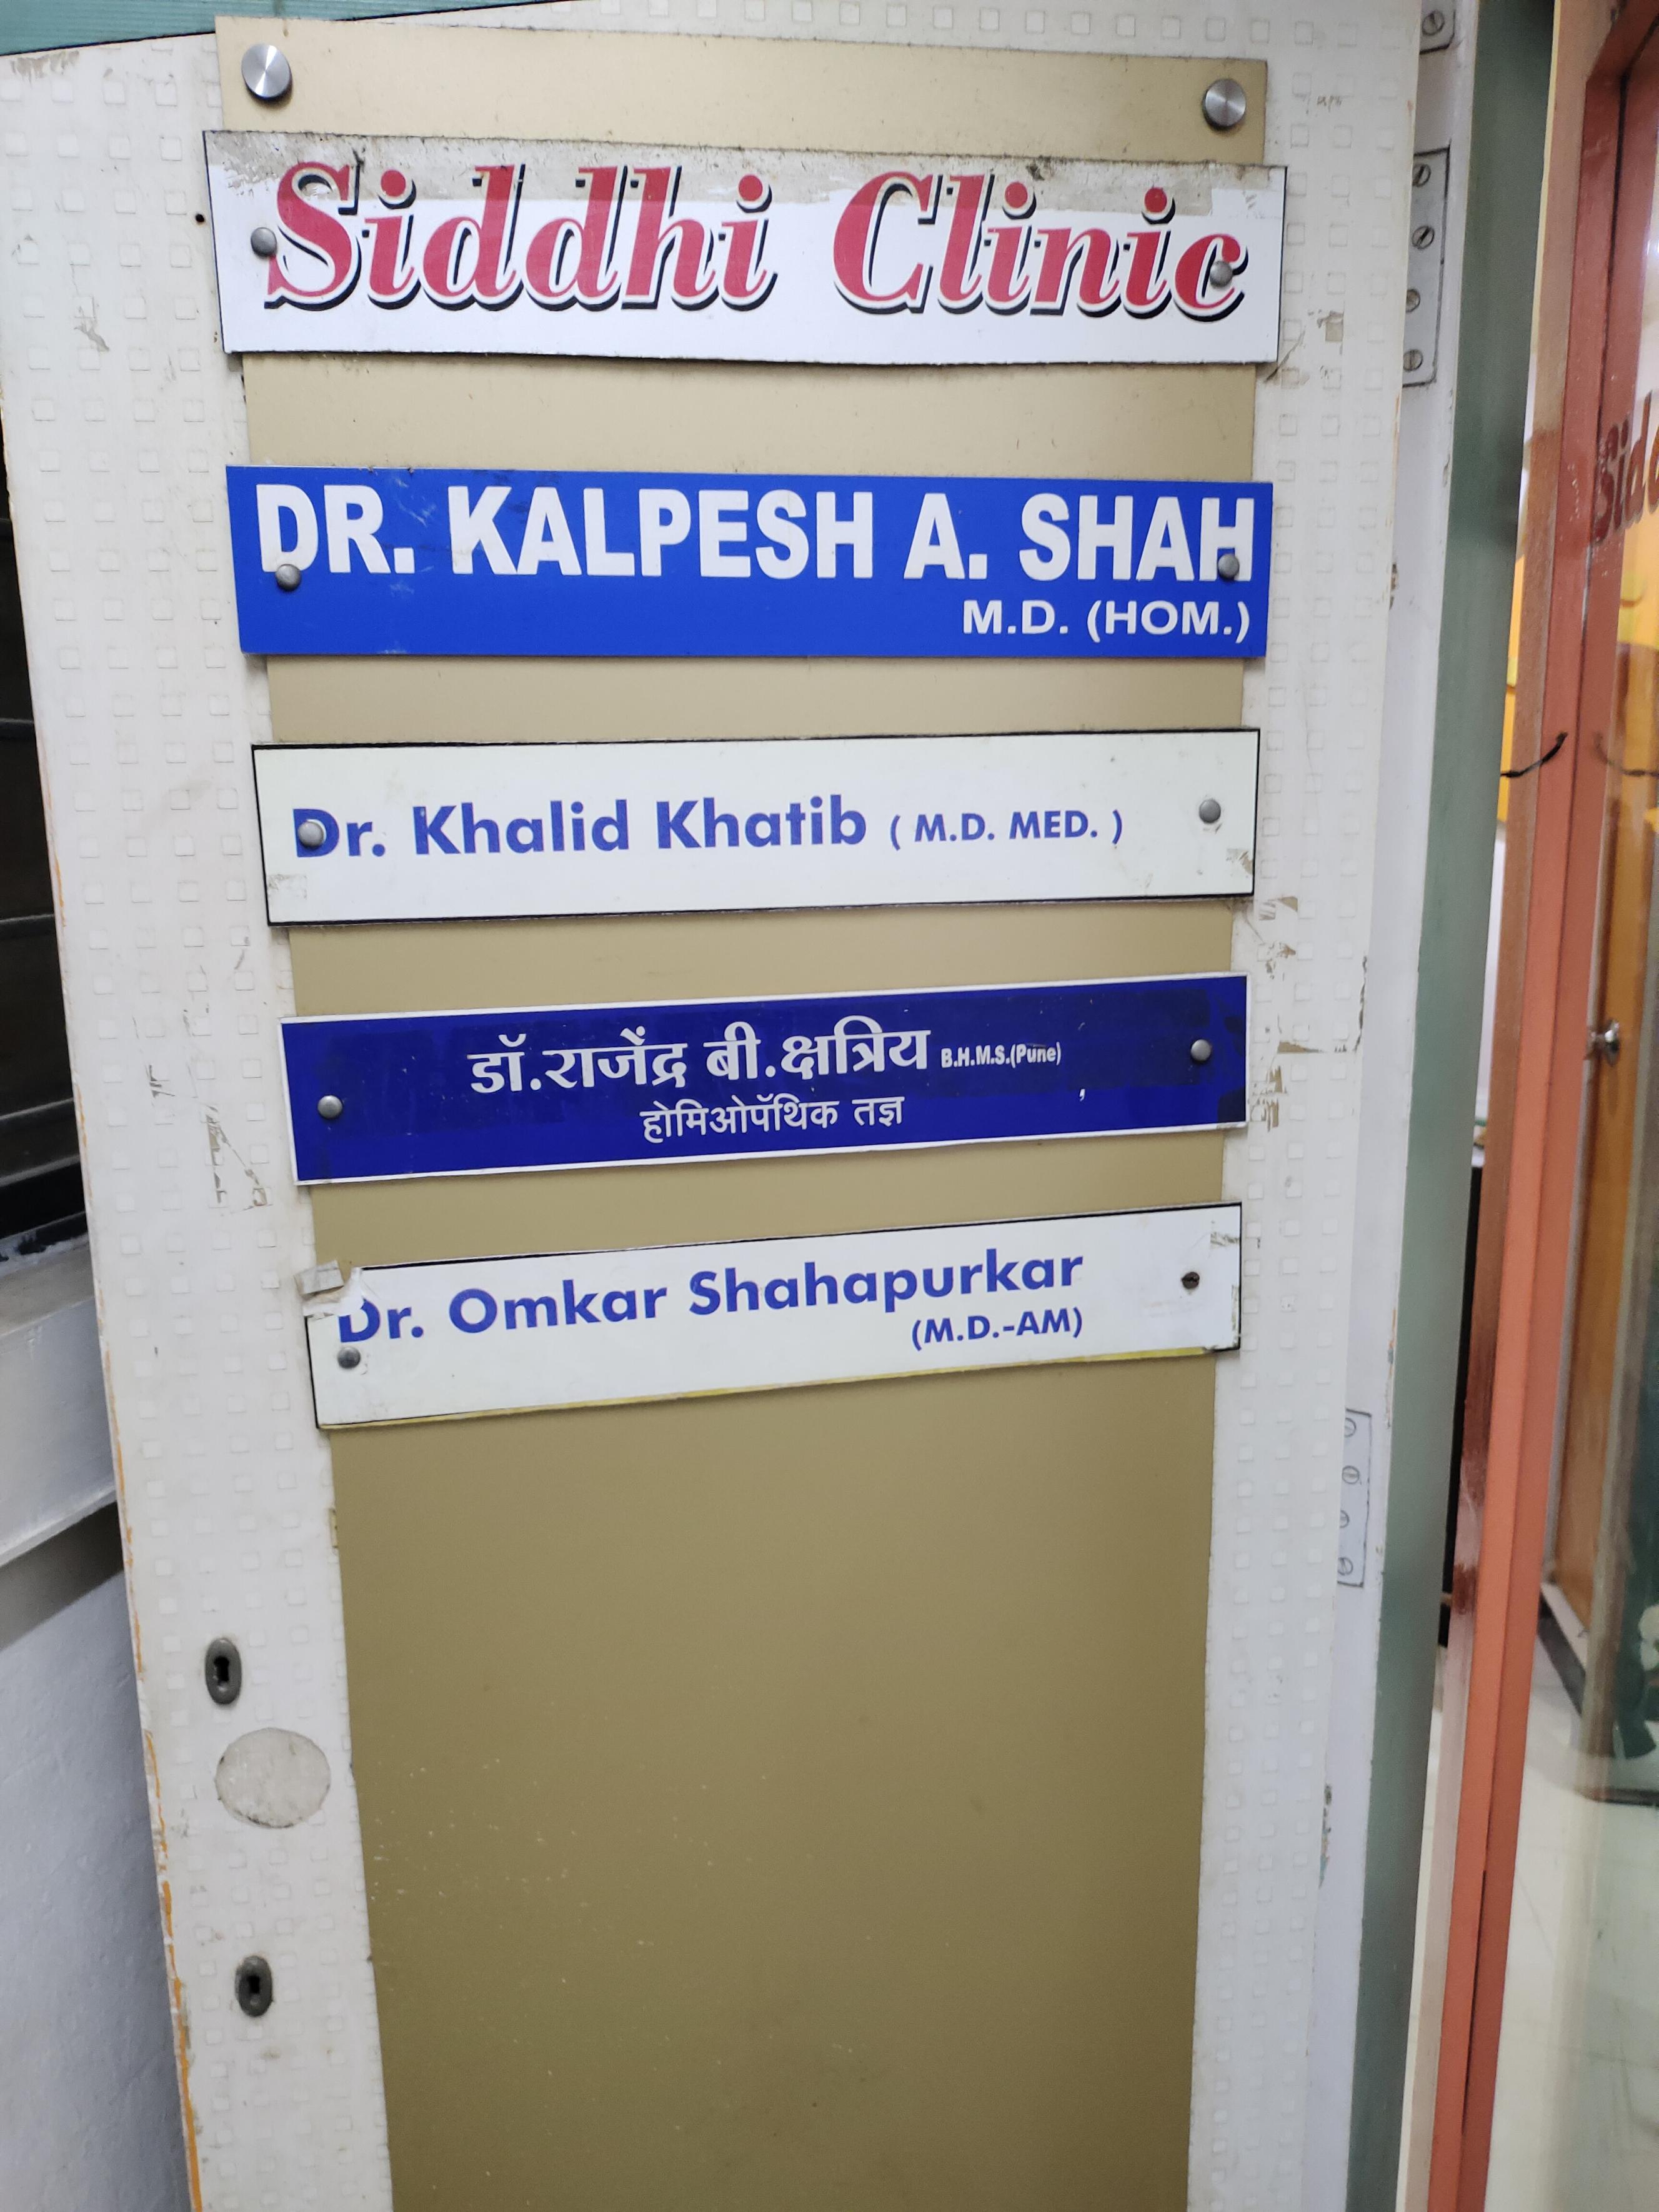 Siddhi Clinic
DR. KALPESH A. SHAH
M.D. (HOM.)
Dr. Khalid Khatib ( M.D. MED. )
डॉ.राजेंद्र बी.क्षत्रिय B.H.M.S.(Pune)
होमिओपॅथिक तज्ञ
Dr. Omkar Shahapurkar
(M.D.-AM)